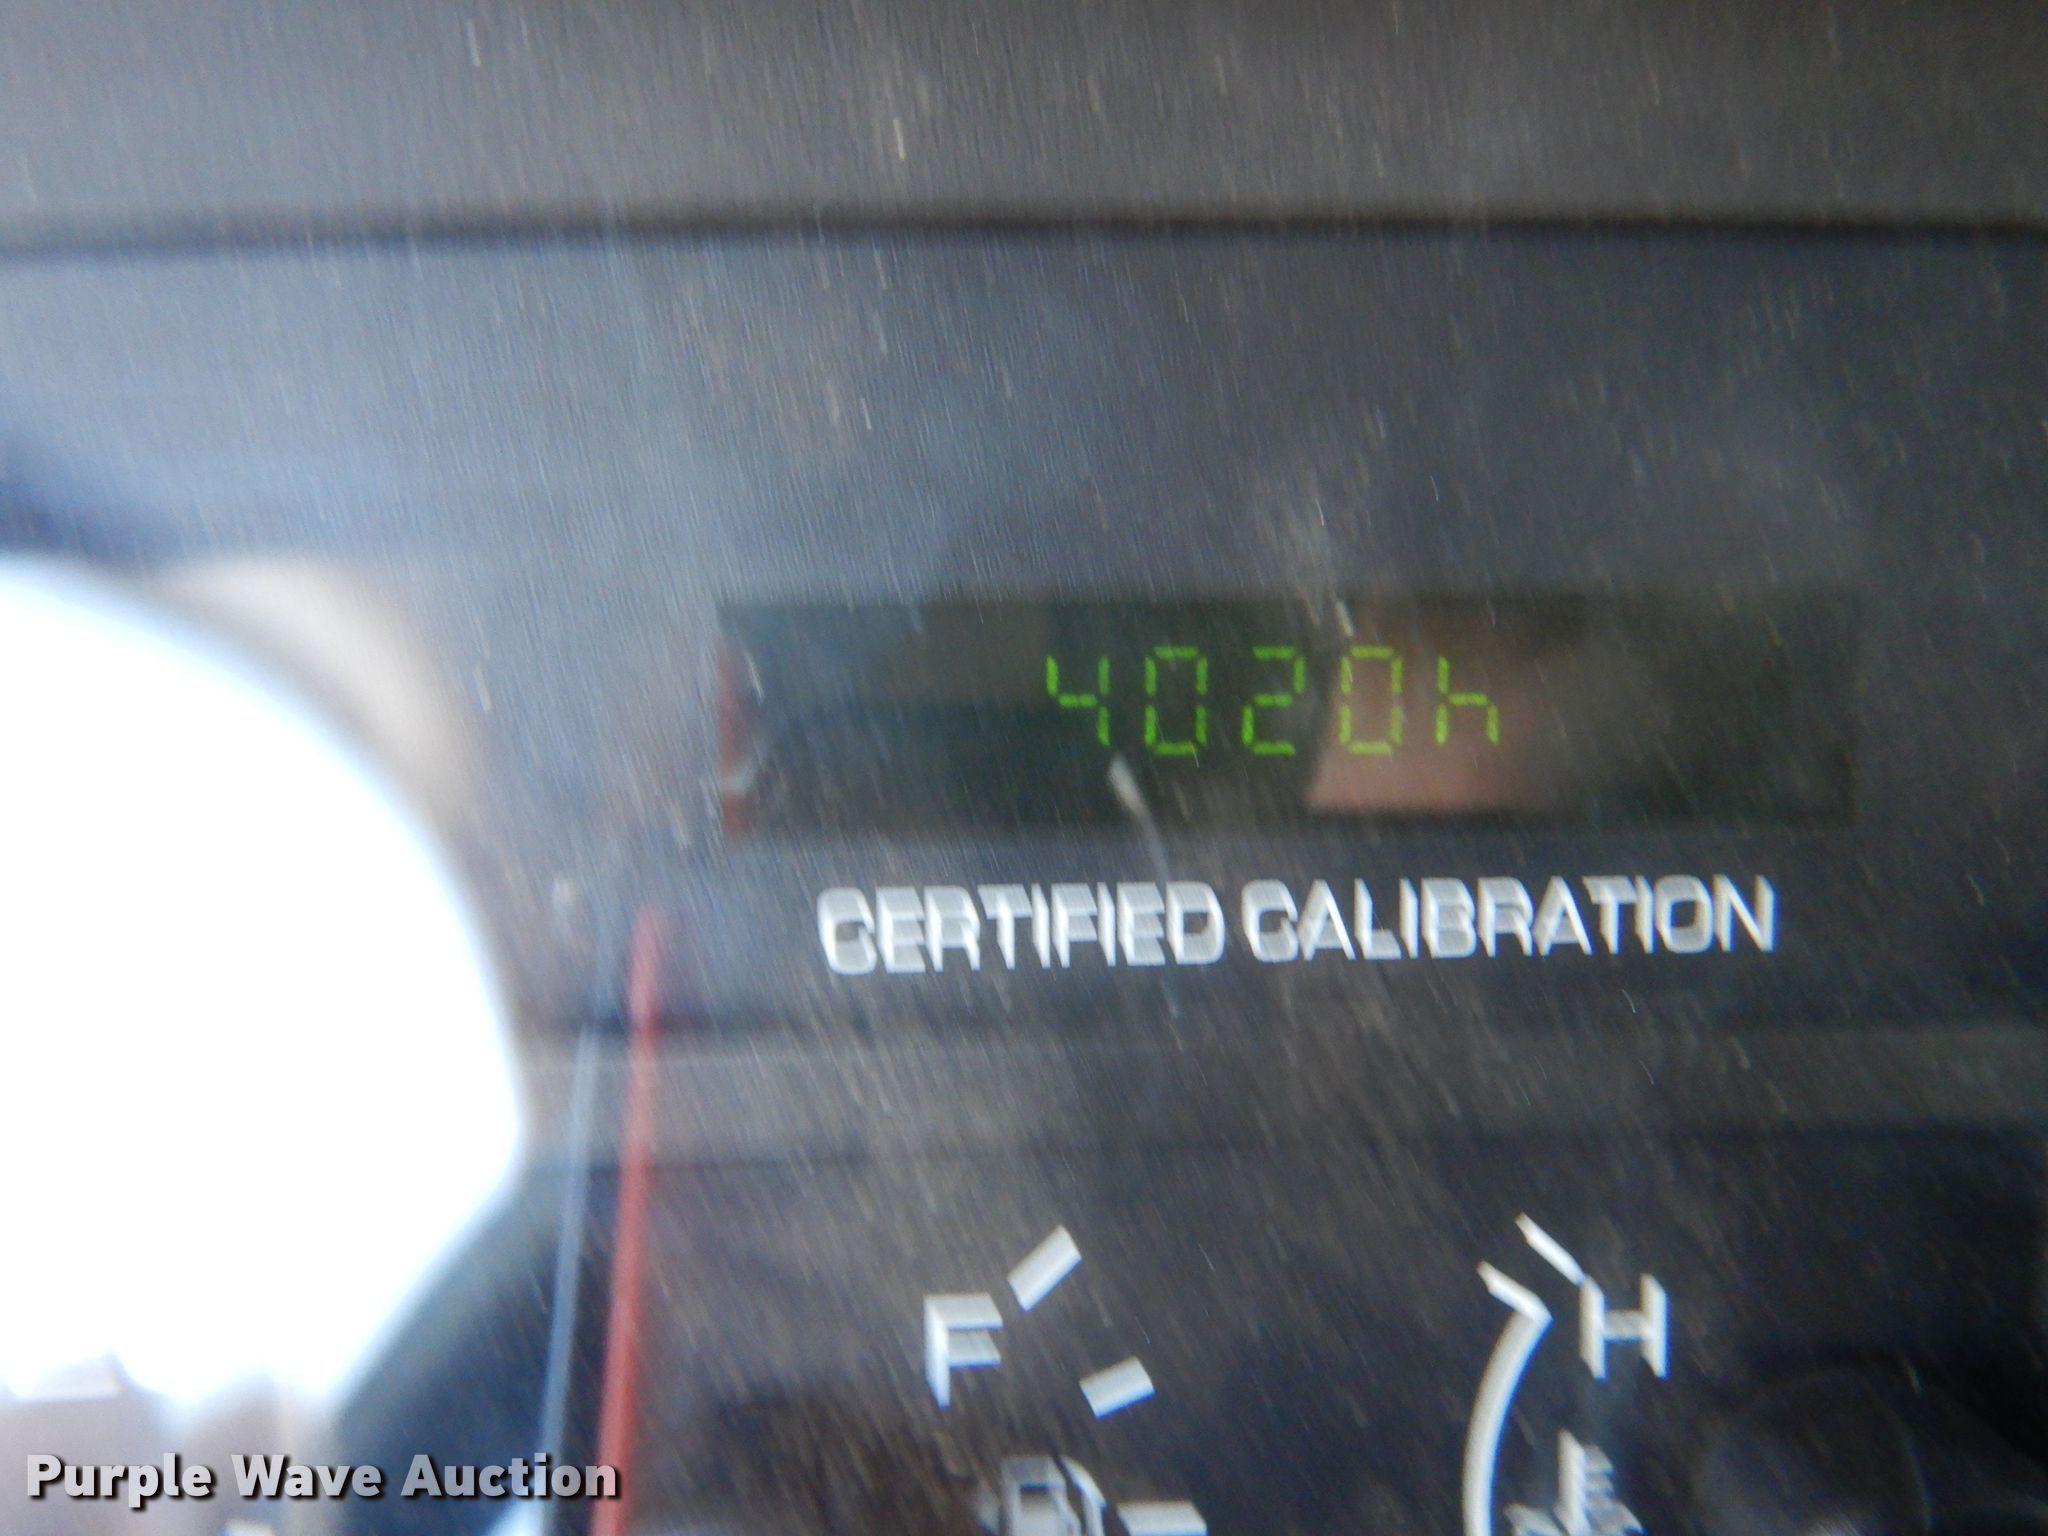 4020h
CERTIFIED CALIBRATION
F
H
Purple Wave Auction